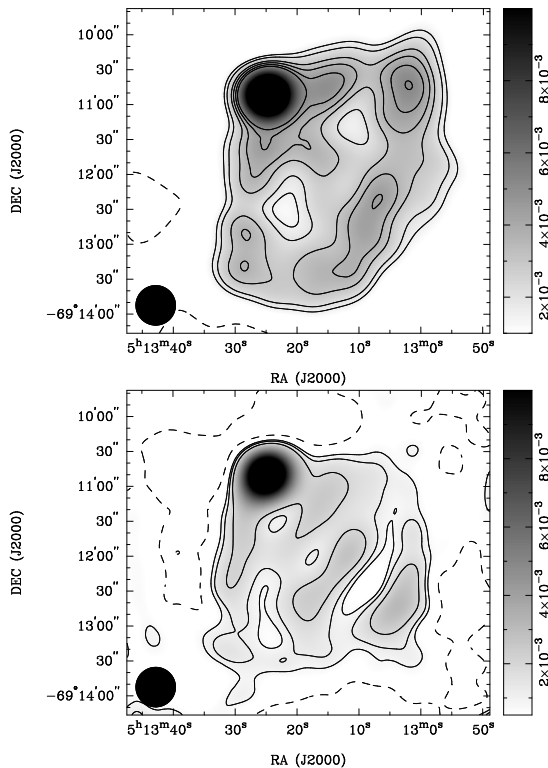 10′00″
30″
11′00″
30″
12′00″
30″
13′00″
30″
−69°14′00″
DEC (J2000)
5ʰ13ᵐ40ˢ 30ˢ 20ˢ 10ˢ 13ᵐ0ˢ 50ˢ
RA (J2000)
2×10⁻³ 4×10⁻³ 6×10⁻³ 8×10⁻³
10′00″
30″
11′00″
30″
12′00″
30″
13′00″
30″
−69°14′00″
DEC (J2000)
5ʰ13ᵐ40ˢ 30ˢ 20ˢ 10ˢ 13ᵐ0ˢ 50ˢ
RA (J2000)
2×10⁻³ 4×10⁻³ 6×10⁻³ 8×10⁻³